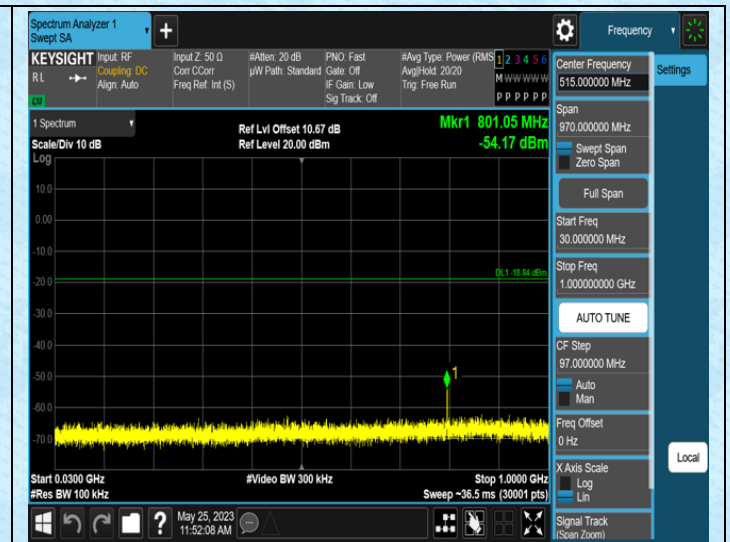 Spectrum Analyzer 1
Swept SA
+
Frequency
KEYSIGHT
R L
LXI
Input: RF
Coupling: DC
Align: Auto
Input Z: 50 Ω
Corr CCorr
Freq Ref: Int (S)
#Atten: 20 dB
µW Path: Standard
PNO: Fast
Gate: Off
IF Gain: Low
Sig Track: Off
#Avg Type: Power (RMS
Avg|Hold: 20/20
Trig: Free Run
1 2 3 4 5 6
M W W W W W
P P P P P P
1 Spectrum
Scale/Div 10 dB
Log
Ref Lvl Offset 10.67 dB
Ref Level 20.00 dBm
Mkr1 801.05 MHz
-54.17 dBm
10.0
0.00
-10.0
-20.0
-30.0
-40.0
-50.0
-60.0
-70.0
DL1 -18.84 dBm
1
Start 0.0300 GHz
#Res BW 100 kHz
#Video BW 300 kHz
Stop 1.0000 GHz
Sweep ~36.5 ms (30001 pts)
?
May 25, 2023
11:52:08 AM
Center Frequency
515.000000 MHz
Settings
Span
970.000000 MHz
Swept Span
Zero Span
Full Span
Start Freq
30.000000 MHz
Stop Freq
1.000000000 GHz
AUTO TUNE
CF Step
97.000000 MHz
Auto
Man
Freq Offset
0 Hz
X Axis Scale
Log
Lin
Local
Signal Track
(Span Zoom)